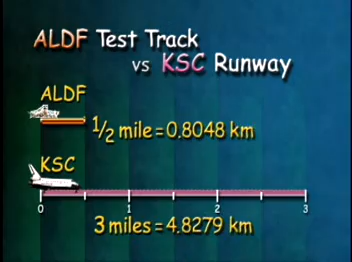 ALDF Test Track
vs KSC Runway
ALDF
1/2 mile = 0.8048 km
KSC
0 1 2 3
3 miles = 4.8279 km